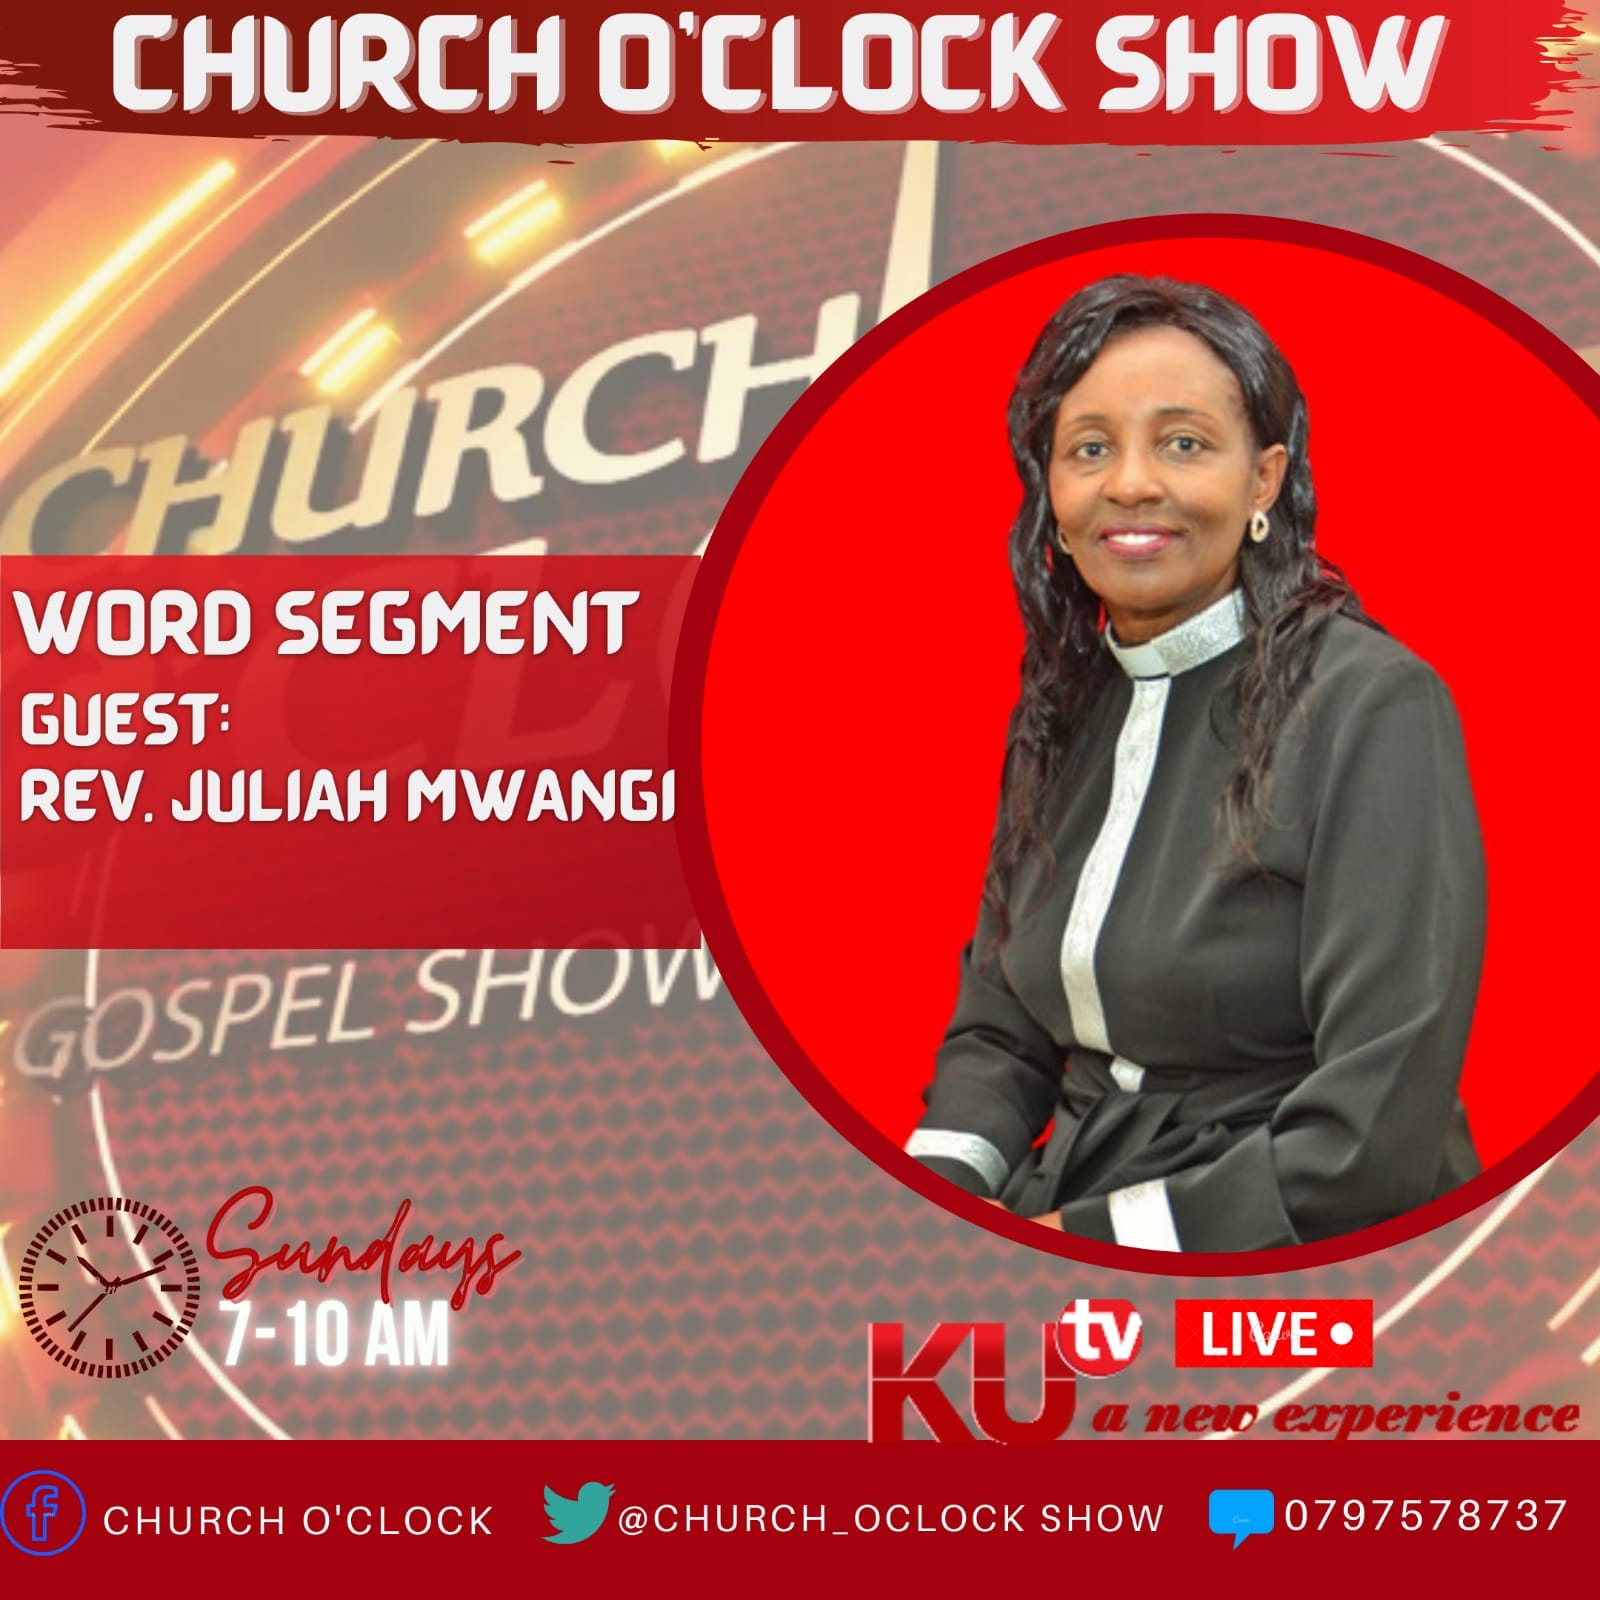 CHURCH O'CLOCK SHOW
CHURCH
CLO
WORD SEGMENT
GUEST:
REV. JULIAH MWANGI
GOSPEL SHOW
Sundays
7-10 AM
KU tv LIVE
a new experience
CHURCH O'CLOCK @CHURCH_OCLOCK SHOW 0797578737